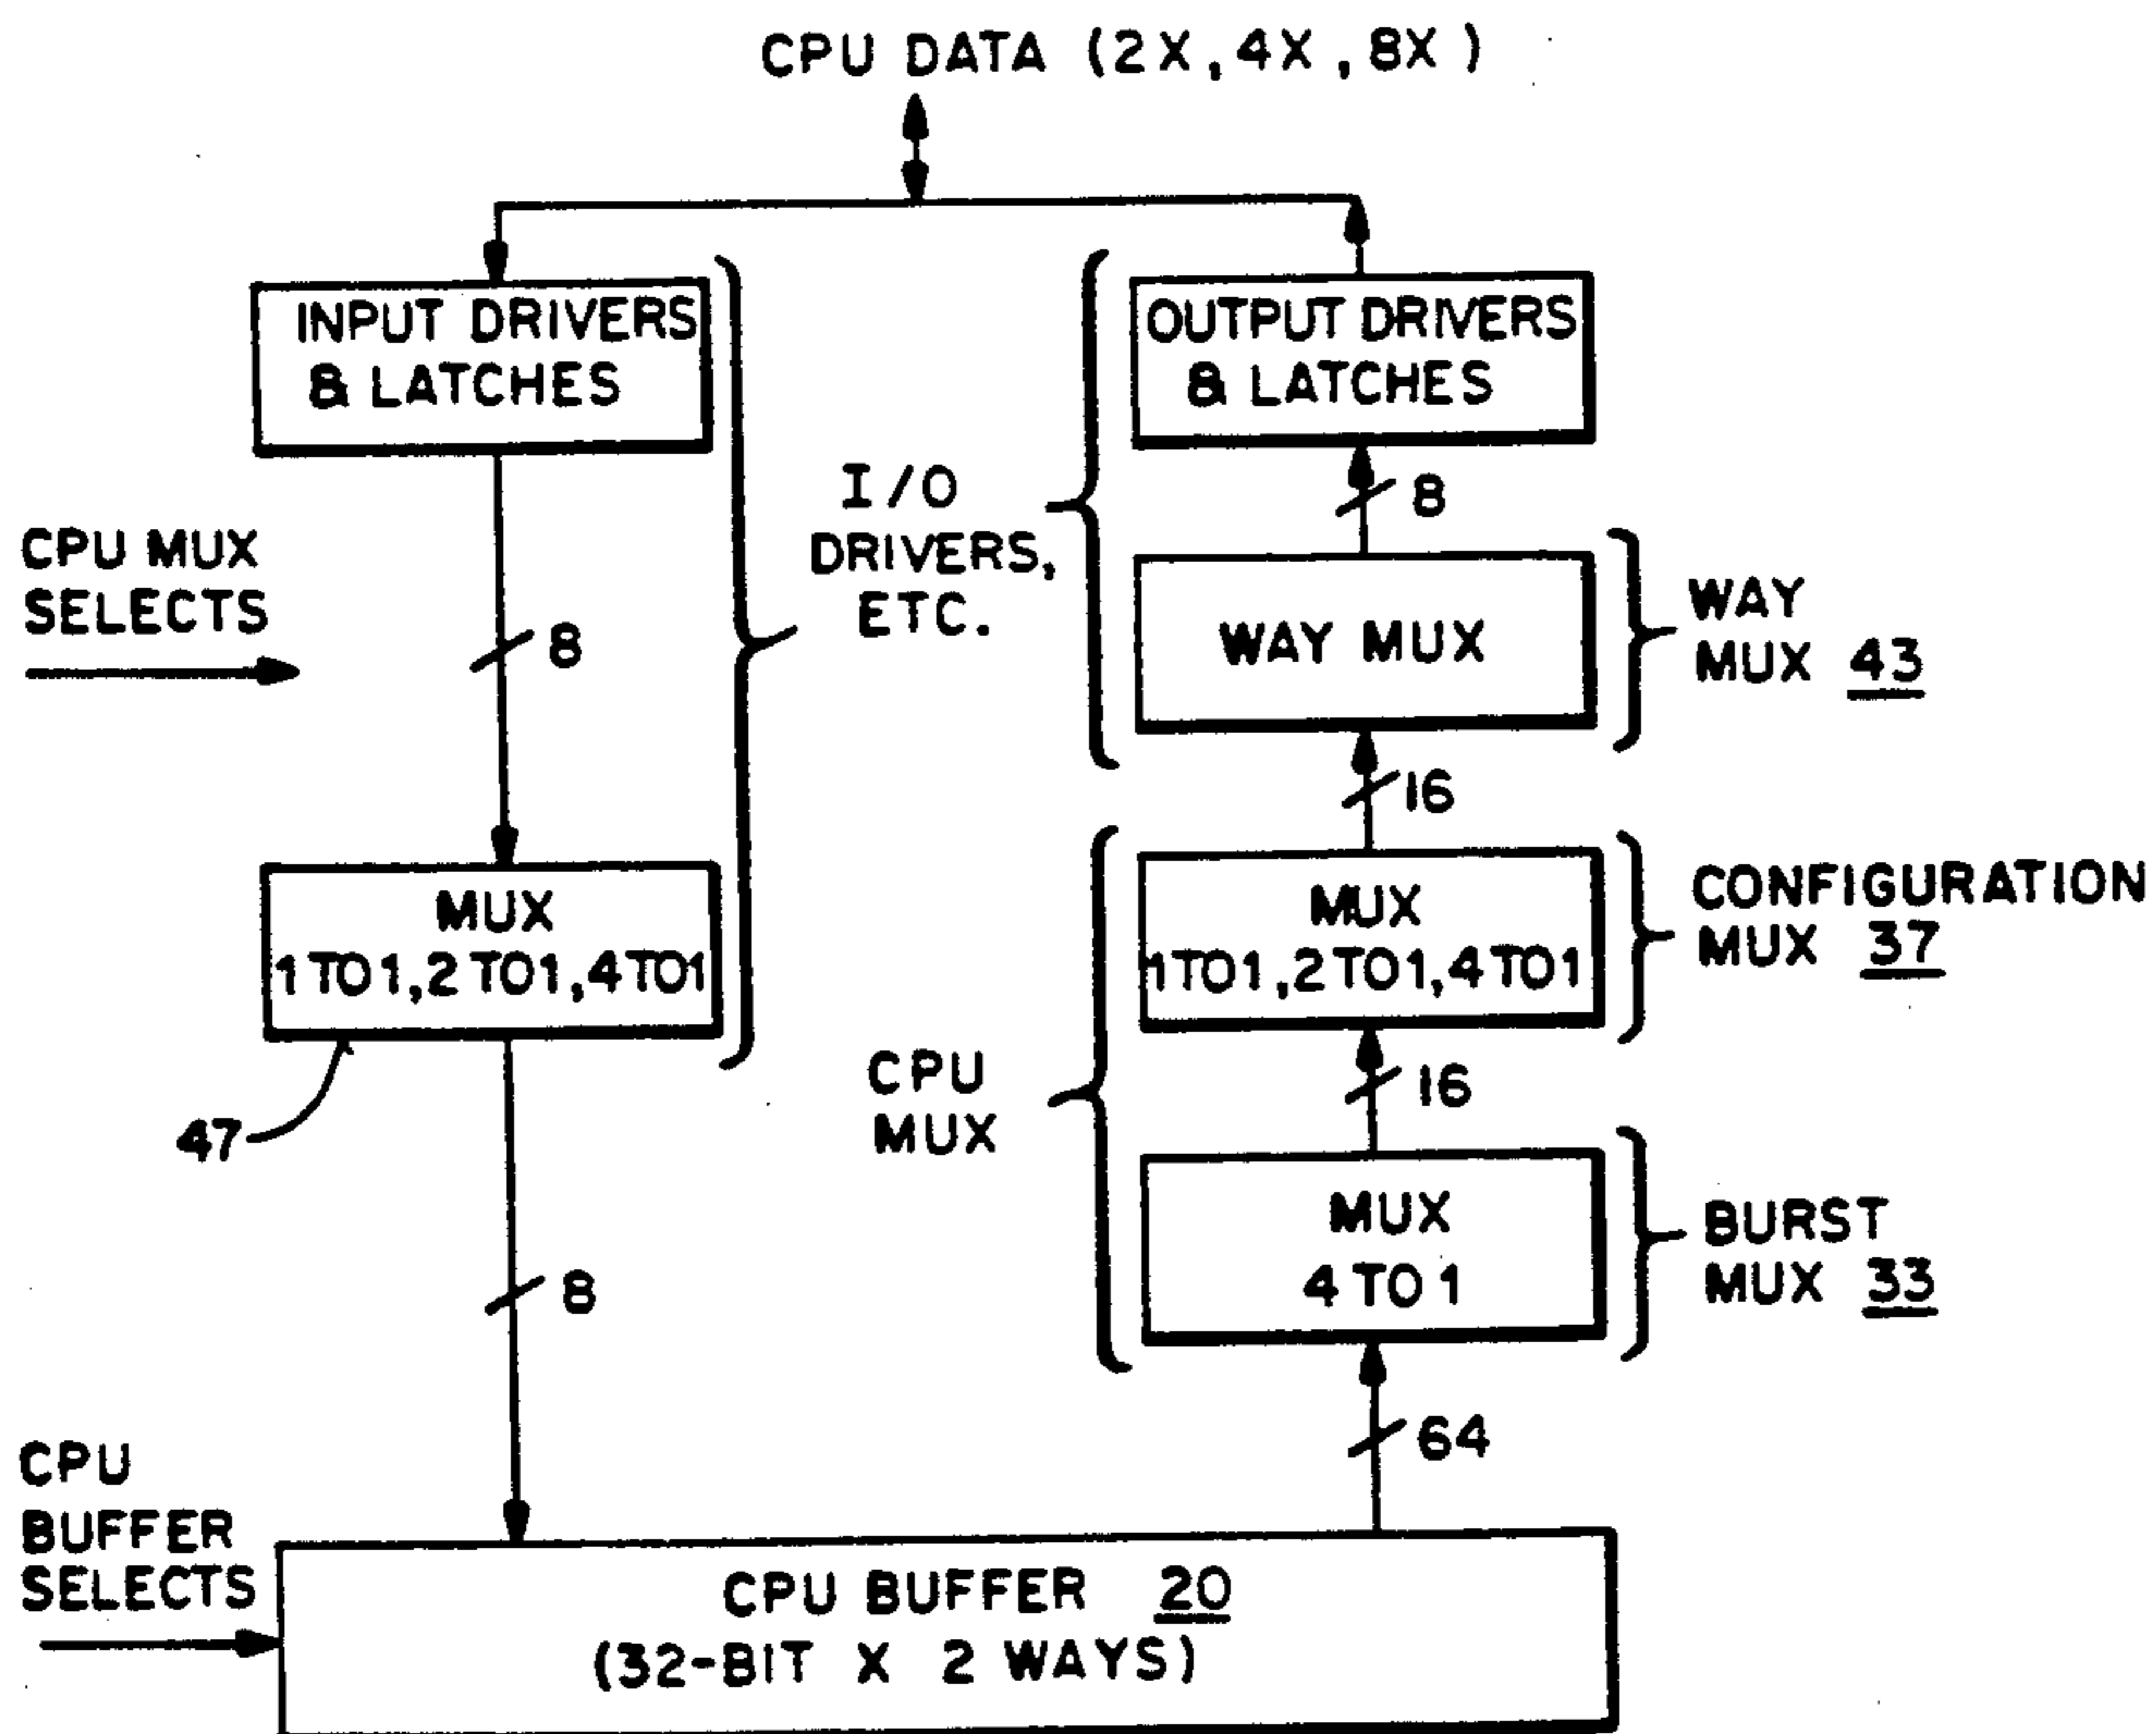 CPU DATA (2X, 4X, 8X)
INPUT DRIVERS
& LATCHES
OUTPUT DRIVERS
& LATCHES
I/O
DRIVERS,
ETC.
8
CPU MUX
SELECTS
8
WAY MUX
WAY
MUX 43
16
MUX
1 TO 1, 2 TO 1, 4 TO 1
MUX
1 TO 1, 2 TO 1, 4 TO 1
CONFIGURATION
MUX 37
47
CPU
MUX
16
8
MUX
4 TO 1
BURST
MUX 33
64
CPU
BUFFER
SELECTS
CPU BUFFER 20
(32-BIT X 2 WAYS)